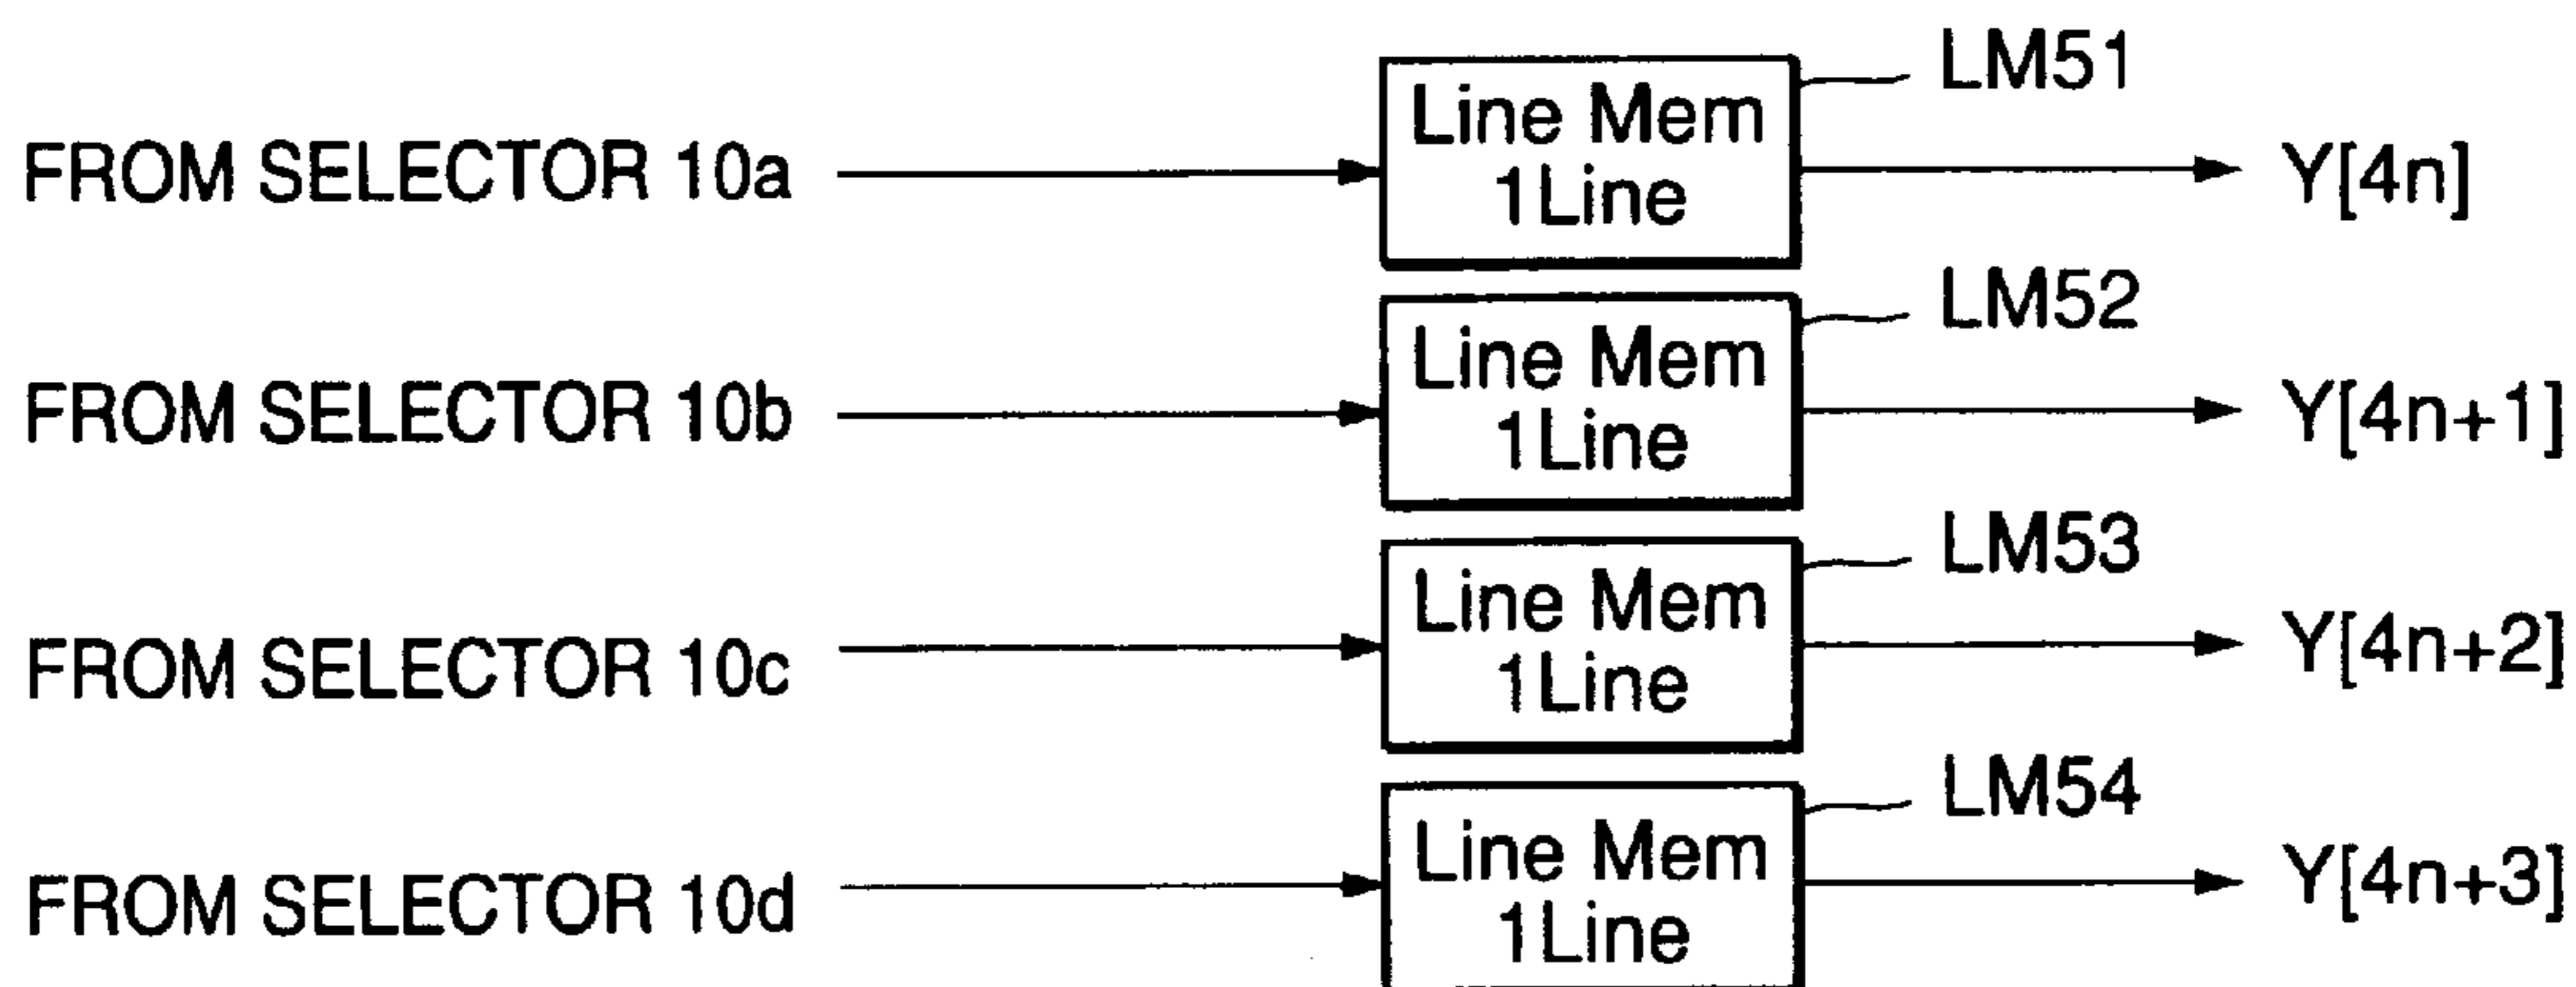 LM51
FROM SELECTOR 10a
Line Mem
1Line
Y[4n]
LM52
FROM SELECTOR 10b
Line Mem
1Line
Y[4n+1]
LM53
FROM SELECTOR 10c
Line Mem
1Line
Y[4n+2]
LM54
FROM SELECTOR 10d
Line Mem
1Line
Y[4n+3]